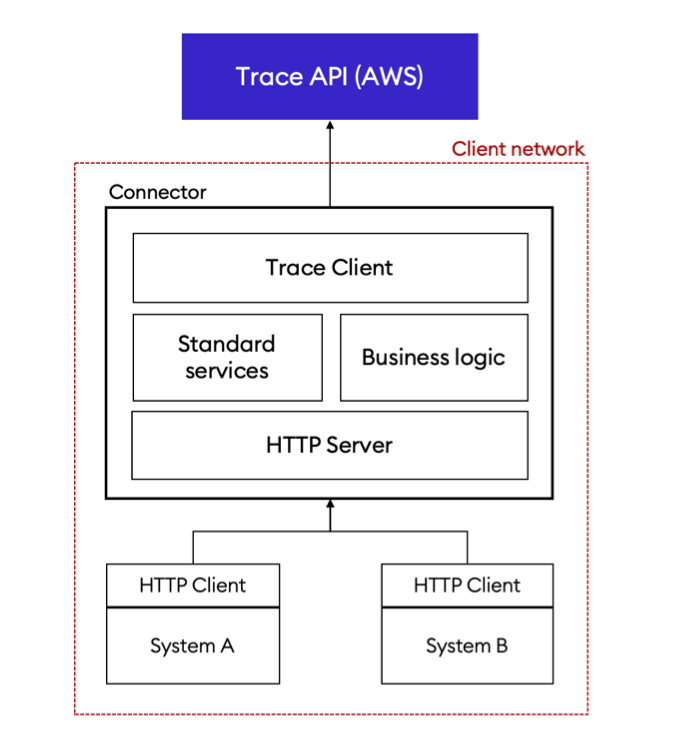 Trace API (AWS)
Client network
Connector
Trace Client
Standard
services
Business logic
HTTP Server
HTTP Client
HTTP Client
System A
System B